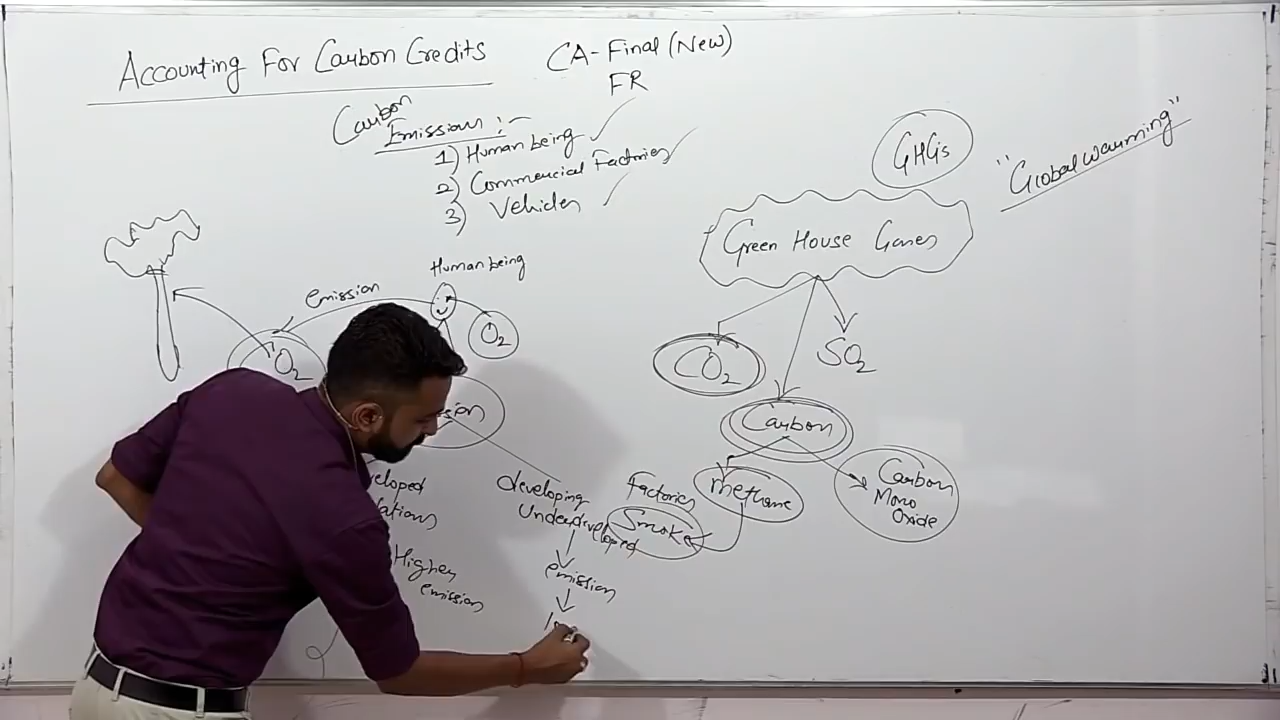 Accounting For Carbon Credits
CA-Final (New)
FR
Carbon
Emission :-
1) Human being
2) Commercial Factories
3) Vehicles
GHGs
"Global warming"
Green House Gases
CO2
SO2
Carbon
methane
Carbon
Mono
Oxide
Factories
Smoke
Human being
emission
O2
O2
developing
Underdeveloped
emission
Higher
emission